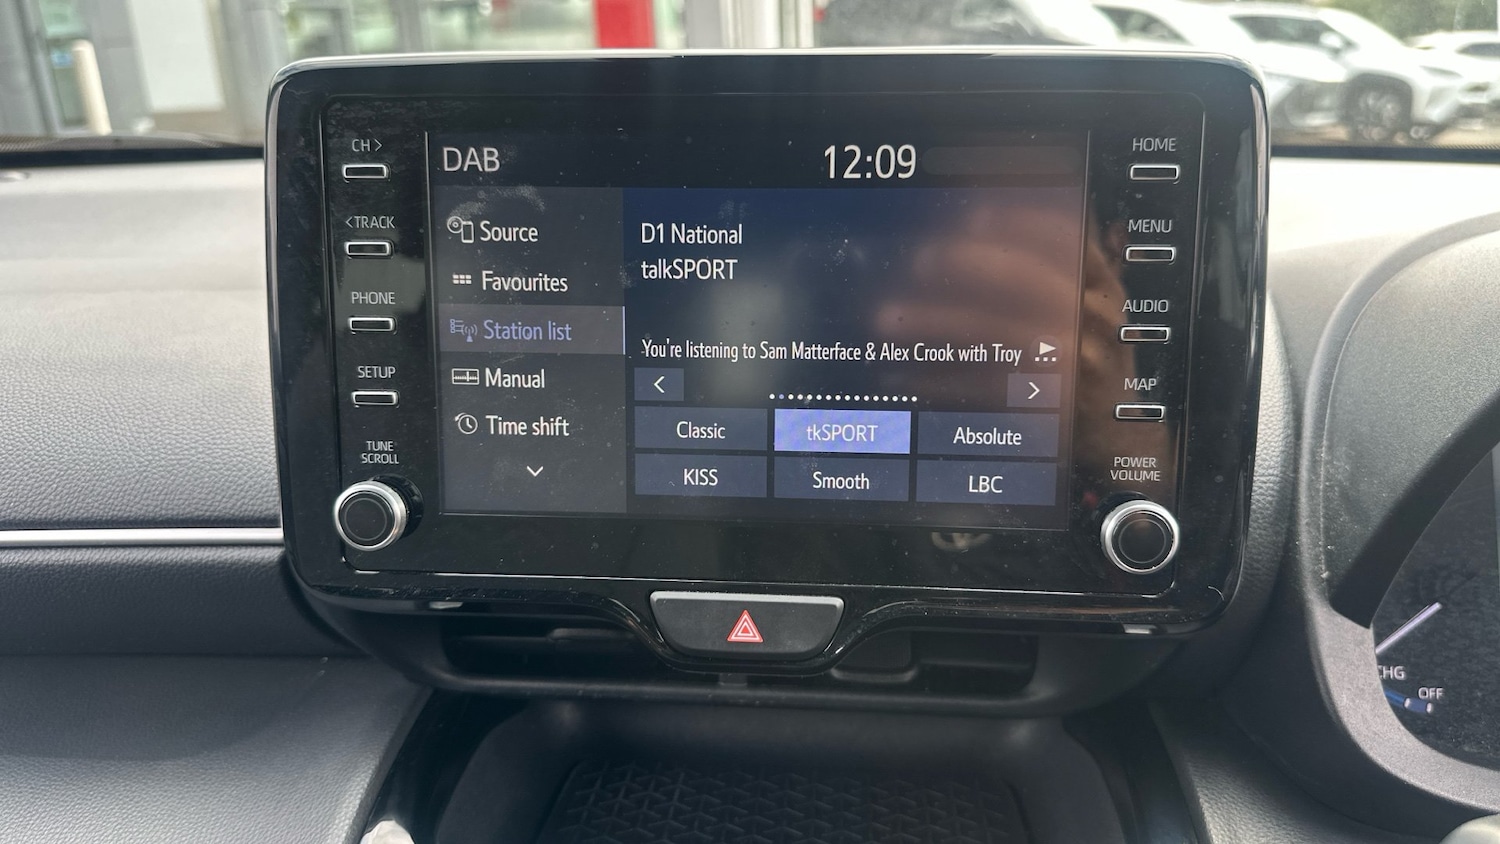 CH >
<TRACK
PHONE
SETUP
TUNE
SCROLL
DAB
12:09
Source
Favourites
Station list
Manual
Time shift
D1 National
talkSPORT
You're listening to Sam Matterface & Alex Crook with Troy
Classic
tkSPORT
Absolute
KISS
Smooth
LBC
HOME
MENU
AUDIO
MAP
POWER
VOLUME
CHG
OFF